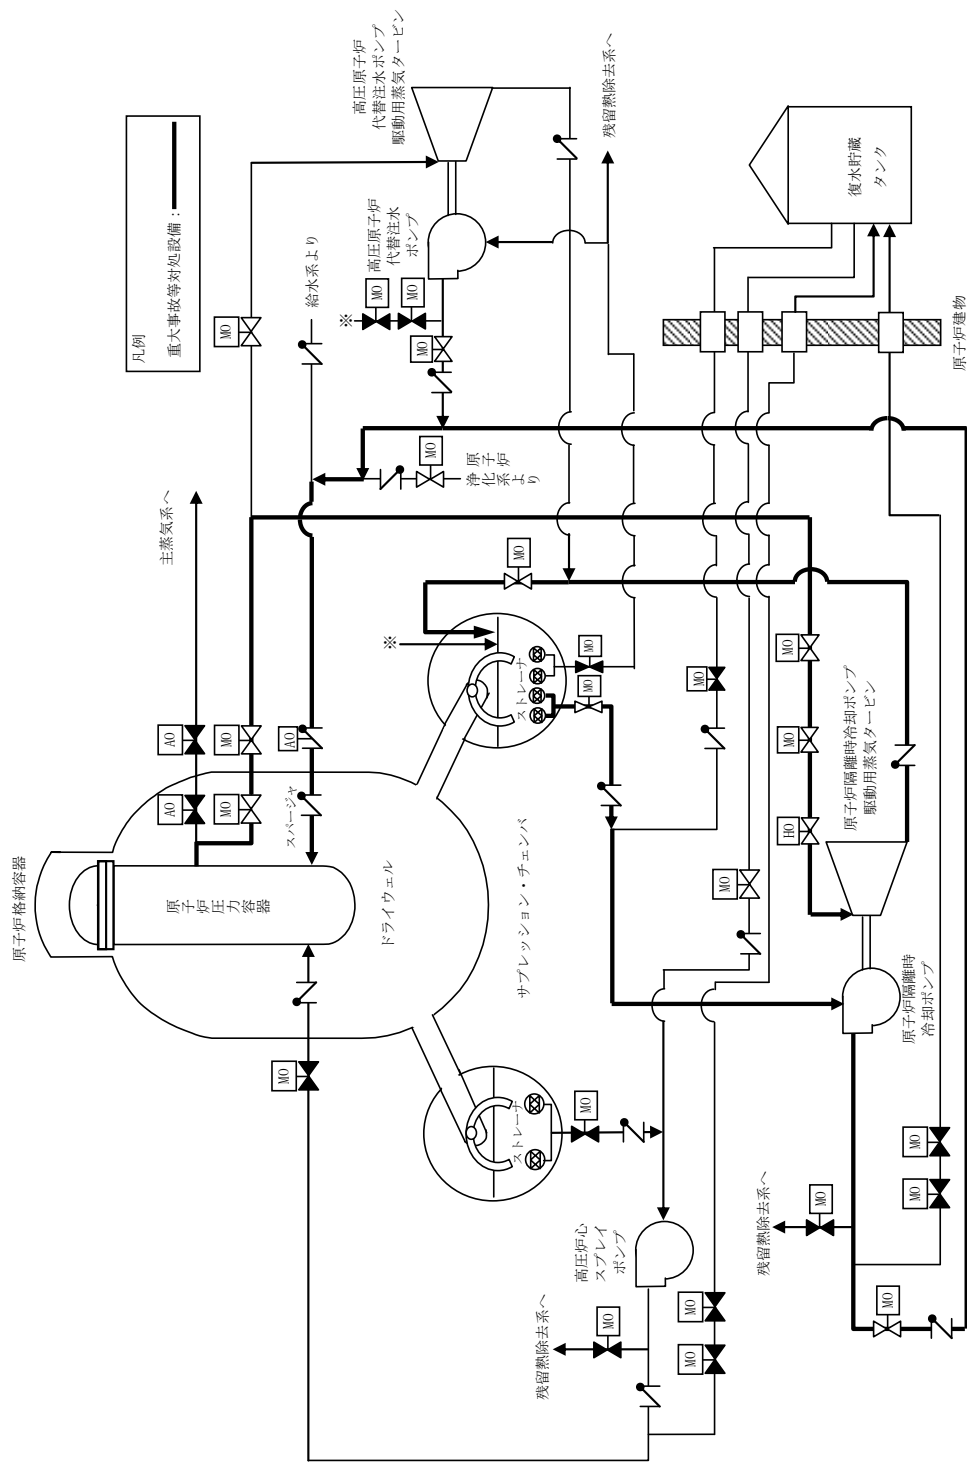 凡例
重大事故等対処設備:
高圧原子炉
代替注水ポンプ
駆動用蒸気タービン
残留熱除去系へ
復水貯蔵
タンク
原子炉建物
MO
給水系より
※
MO
MO
高圧原子炉
代替注水
ポンプ
MO
原子炉
浄化系より
MO
主蒸気系へ
MO
※
AO
MO
AO
AO
MO
スパージャ
ストレーナ
MO
MO
MO
MO
MO
HO
原子炉隔離時冷却ポンプ
駆動用蒸気タービン
原子炉格納容器
原子炉圧力容器
ドライウェル
サプレッション・チェンバ
MO
原子炉隔離時
冷却ポンプ
MO
ストレーナ
MO
MO
MO
残留熱除去系へ
MO
高圧炉心
スプレイ
ポンプ
MO
残留熱除去系へ
MO
MO
MO